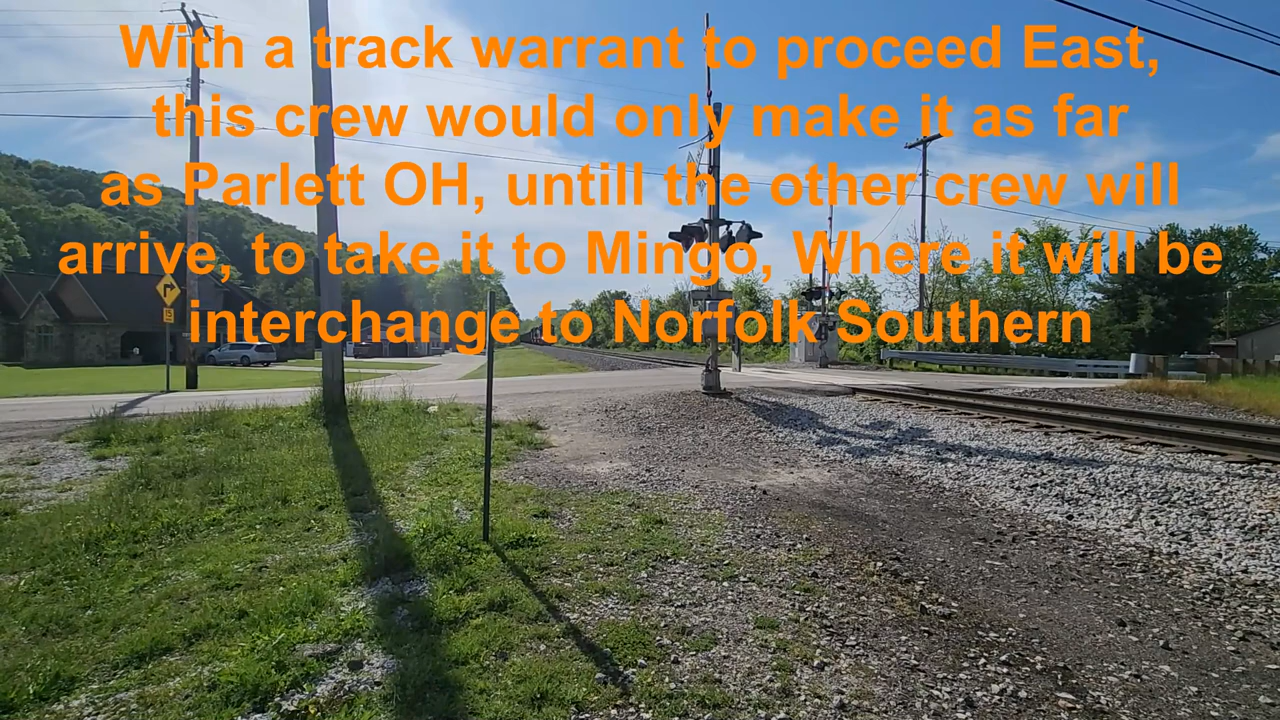 With a track warrant to proceed East,
this crew would only make it as far
as Parlett OH, untill the other crew will
arrive, to take it to Mingo, Where it will be
interchange to Norfolk Southern
15